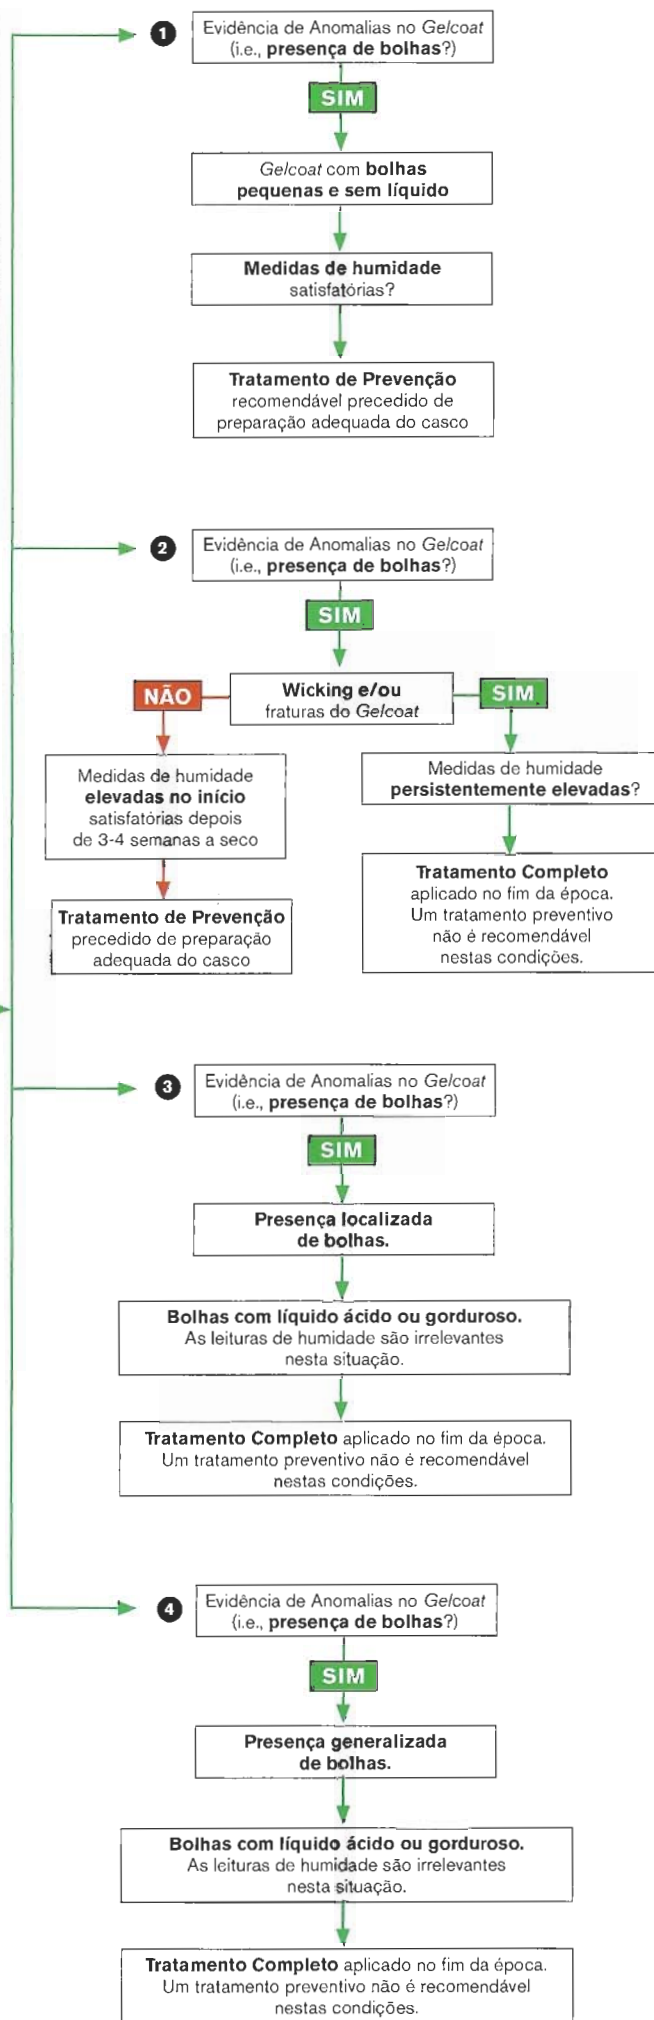 1
Evidência de Anomalias no Gelcoat
(i.e., presença de bolhas?)
SIM
Gelcoat com bolhas
pequenas e sem líquido
Medidas de humidade
satisfatórias?
Tratamento de Prevenção
recomendável precedido de
preparação adequada do casco
2
Evidência de Anomalias no Gelcoat
(i.e., presença de bolhas?)
SIM
Wicking e/ou
fraturas do Gelcoat
NÃO
Medidas de humidade
elevadas no início
satisfatórias depois
de 3-4 semanas a seco
Tratamento de Prevenção
precedido de preparação
adequada do casco
SIM
Medidas de humidade
persistentemente elevadas?
Tratamento Completo
aplicado no fim da época.
Um tratamento preventivo
não é recomendável
nestas condições.
3
Evidência de Anomalias no Gelcoat
(i.e., presença de bolhas?)
SIM
Presença localizada
de bolhas.
Bolhas com líquido ácido ou gorduroso.
As leituras de humidade são irrelevantes
nesta situação.
Tratamento Completo aplicado no fim da época.
Um tratamento preventivo não é recomendável
nestas condições.
4
Evidência de Anomalias no Gelcoat
(i.e., presença de bolhas?)
SIM
Presença generalizada
de bolhas.
Bolhas com líquido ácido ou gorduroso.
As leituras de humidade são irrelevantes
nesta situação.
Tratamento Completo aplicado no fim da época.
Um tratamento preventivo não é recomendável
nestas condições.